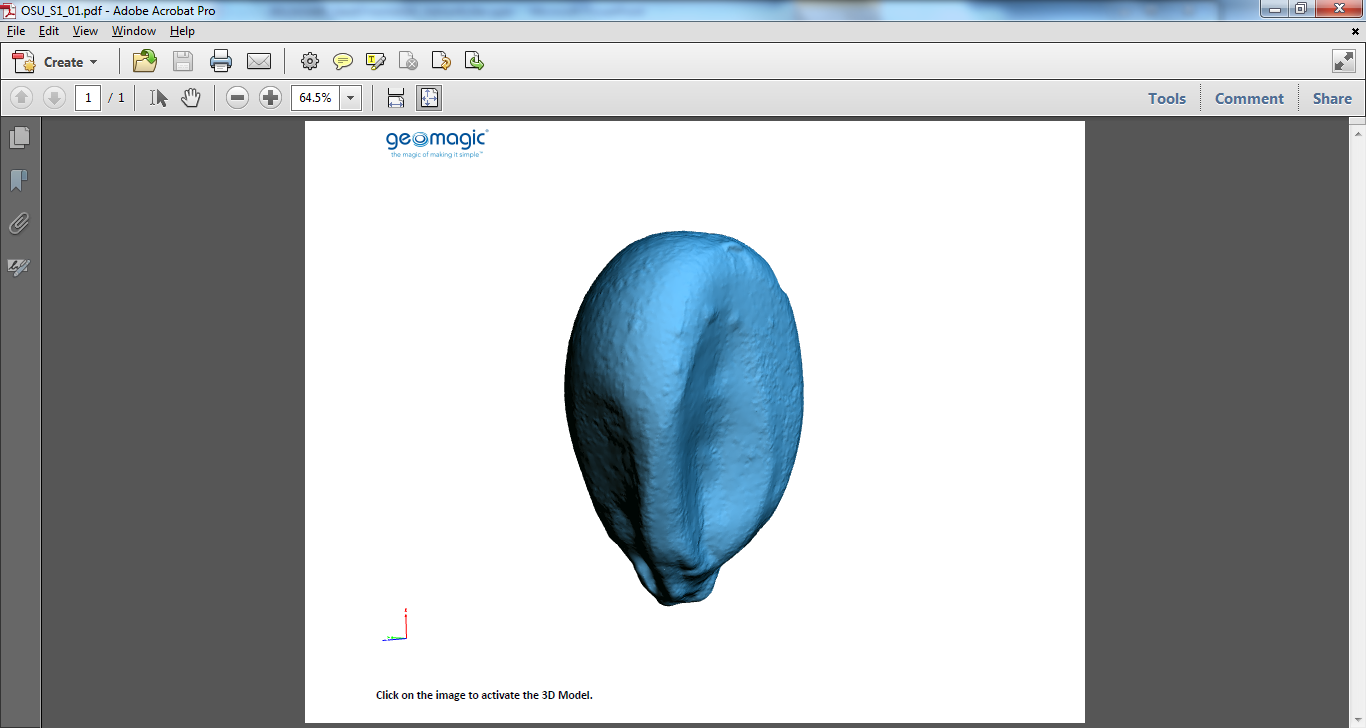 OSU_S1_01.pdf - Adobe Acrobat Pro
File Edit View Window Help
Create
1 / 1 64.5% Tools Comment Share
geomagic®
the magic of making it simple™
Click on the image to activate the 3D Model.